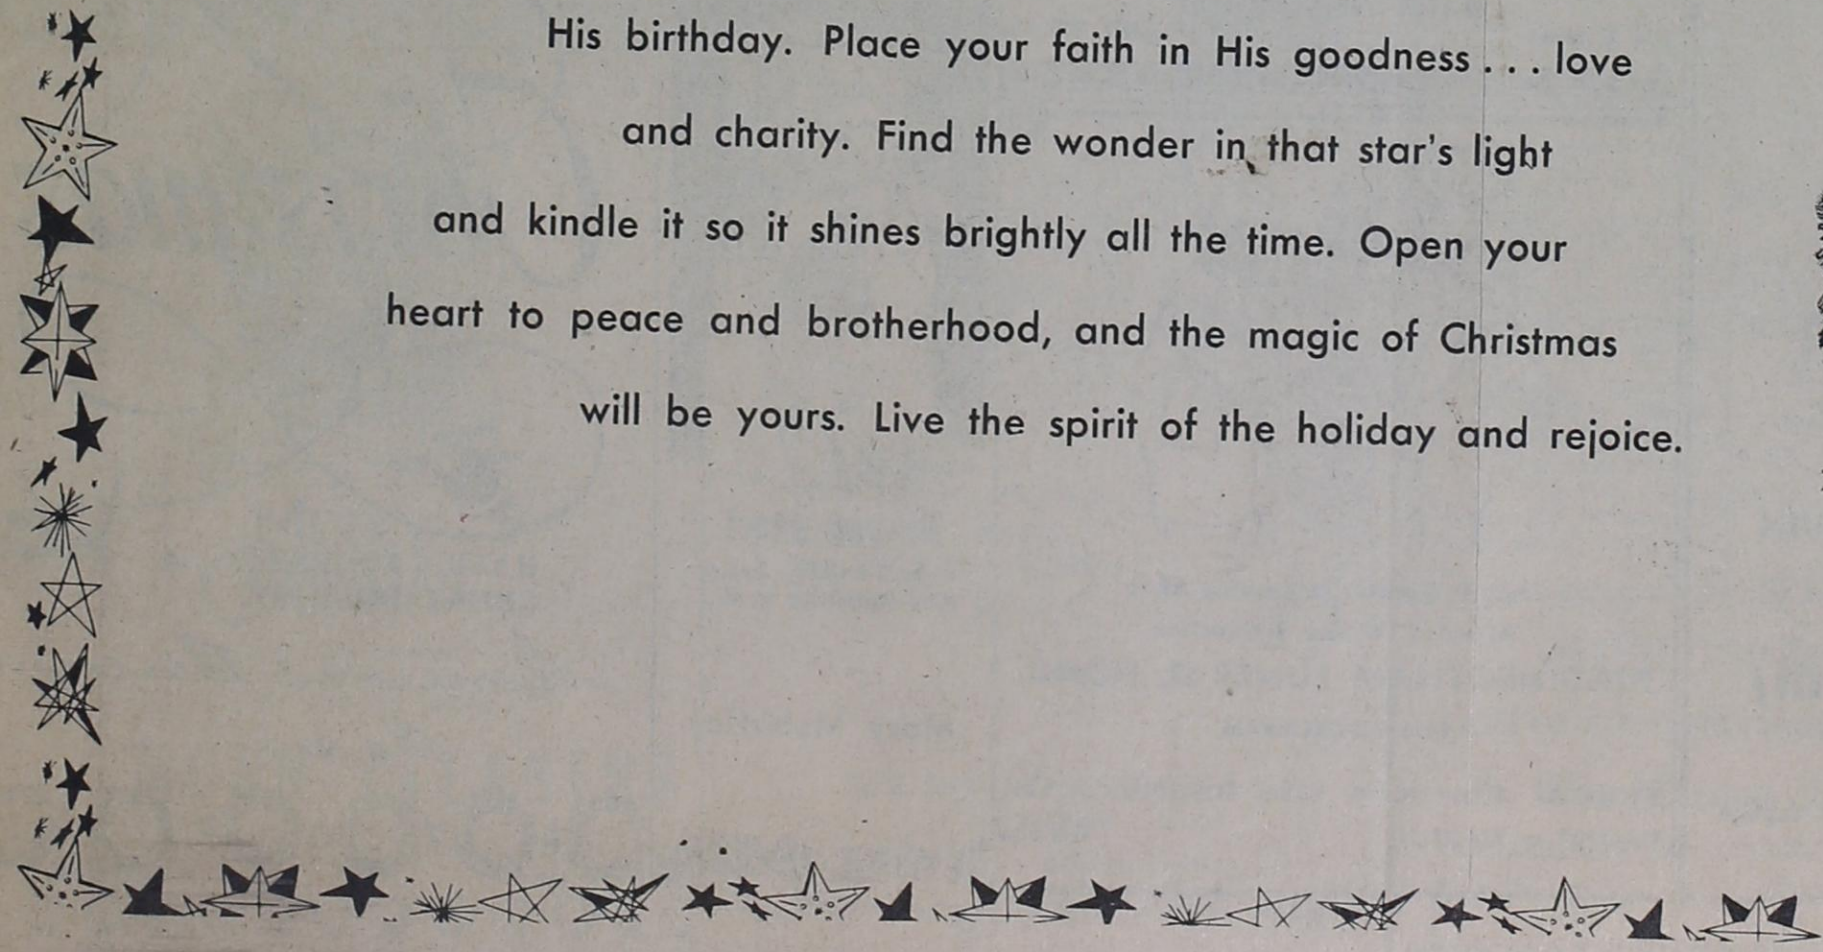 His birthday. Place your faith in His goodness . . . love
and charity. Find the wonder in that star's light
and kindle it so it shines brightly all the time. Open your
heart to peace and brotherhood, and the magic of Christmas
will be yours. Live the spirit of the holiday and rejoice.